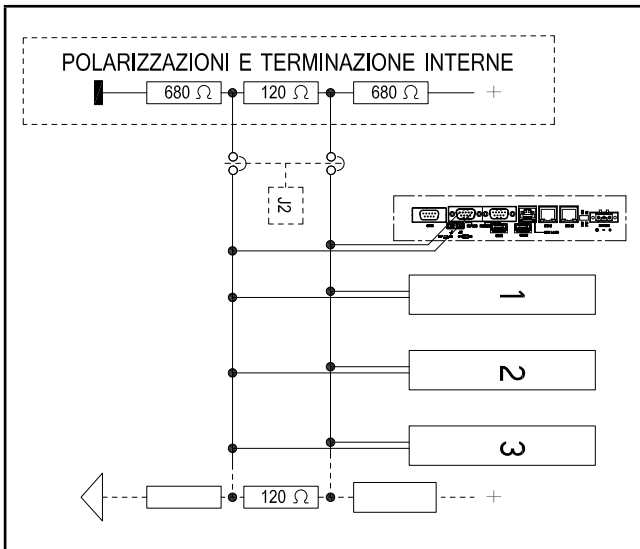 POLARIZZAZIONI E TERMINAZIONE INTERNE
680 Ω 120 Ω 680 Ω +
J2
1
2
3
120 Ω +